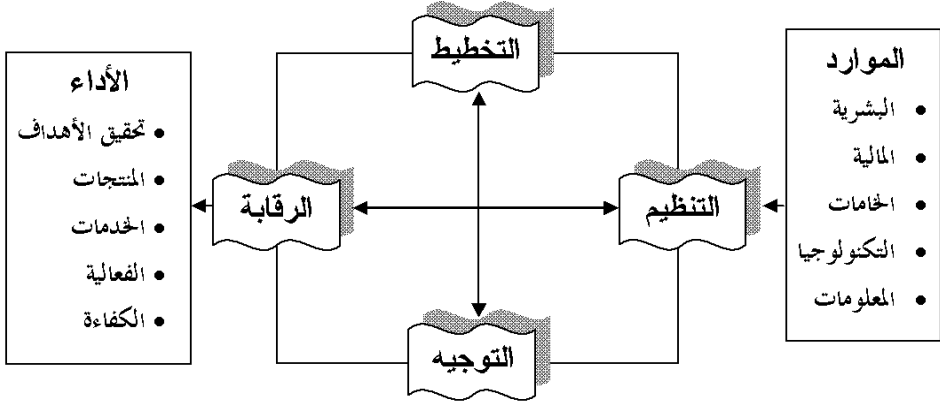 الموارد
البشرية
المالية
الخامات
التكنولوجيا
المعلومات
التخطيط
التنظيم
الرقابة
التوجيه
الأداء
تحقيق الأهداف
المنتجات
الخدمات
الفعالية
الكفاءة